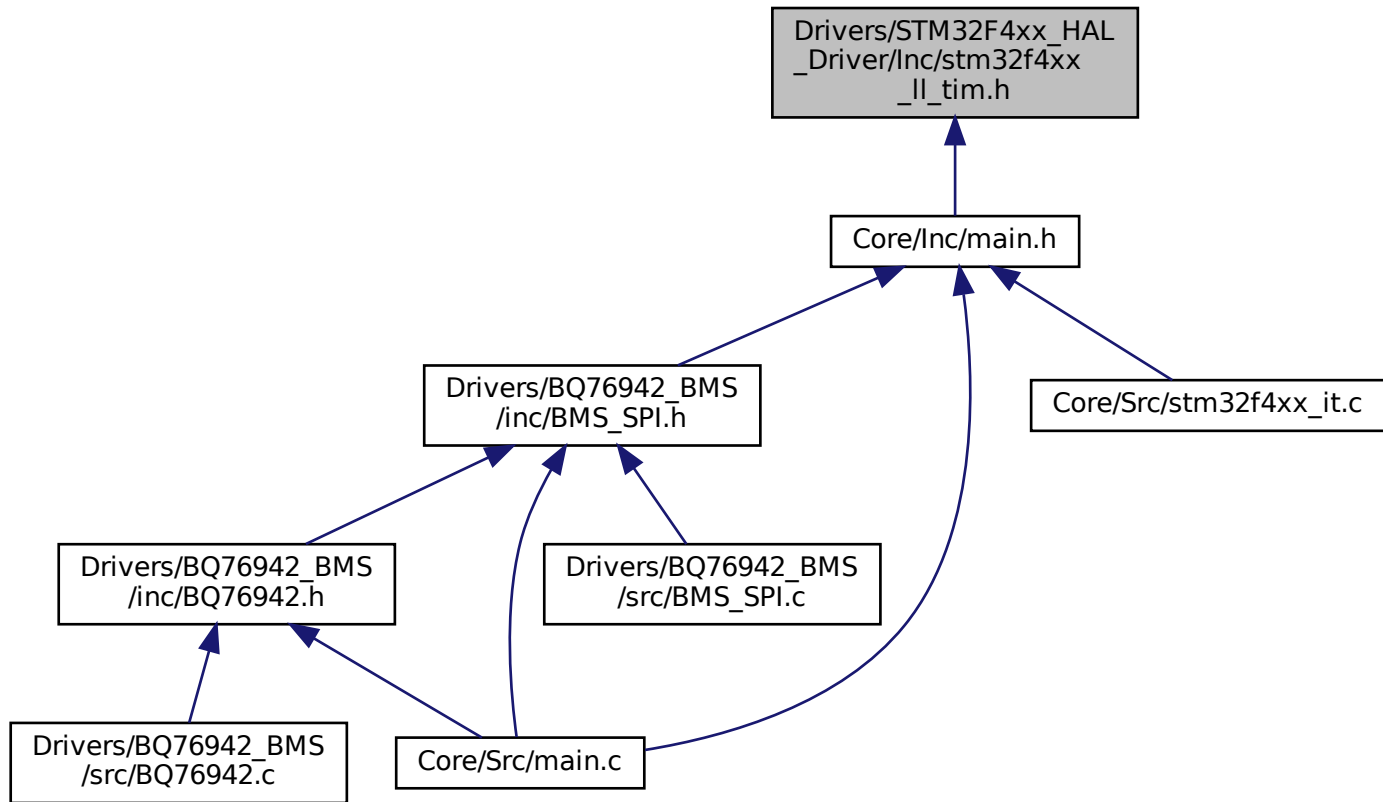 Drivers/STM32F4xx_HAL
_Driver/Inc/stm32f4xx
_ll_tim.h
Core/Inc/main.h
Drivers/BQ76942_BMS
/inc/BMS_SPI.h
Core/Src/stm32f4xx_it.c
Drivers/BQ76942_BMS
/inc/BQ76942.h
Drivers/BQ76942_BMS
/src/BMS_SPI.c
Drivers/BQ76942_BMS
/src/BQ76942.c
Core/Src/main.c